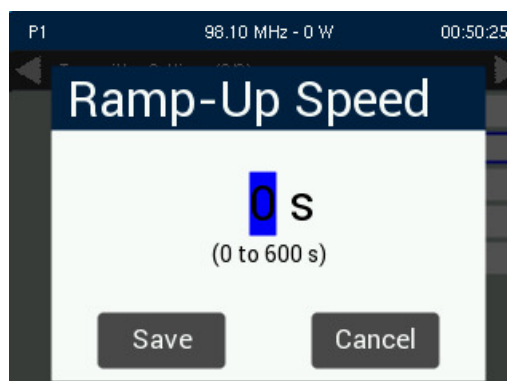 P1 98.10 MHz - 0 W 00:50:25
Ramp-Up Speed
0 s
(0 to 600 s)
Save Cancel